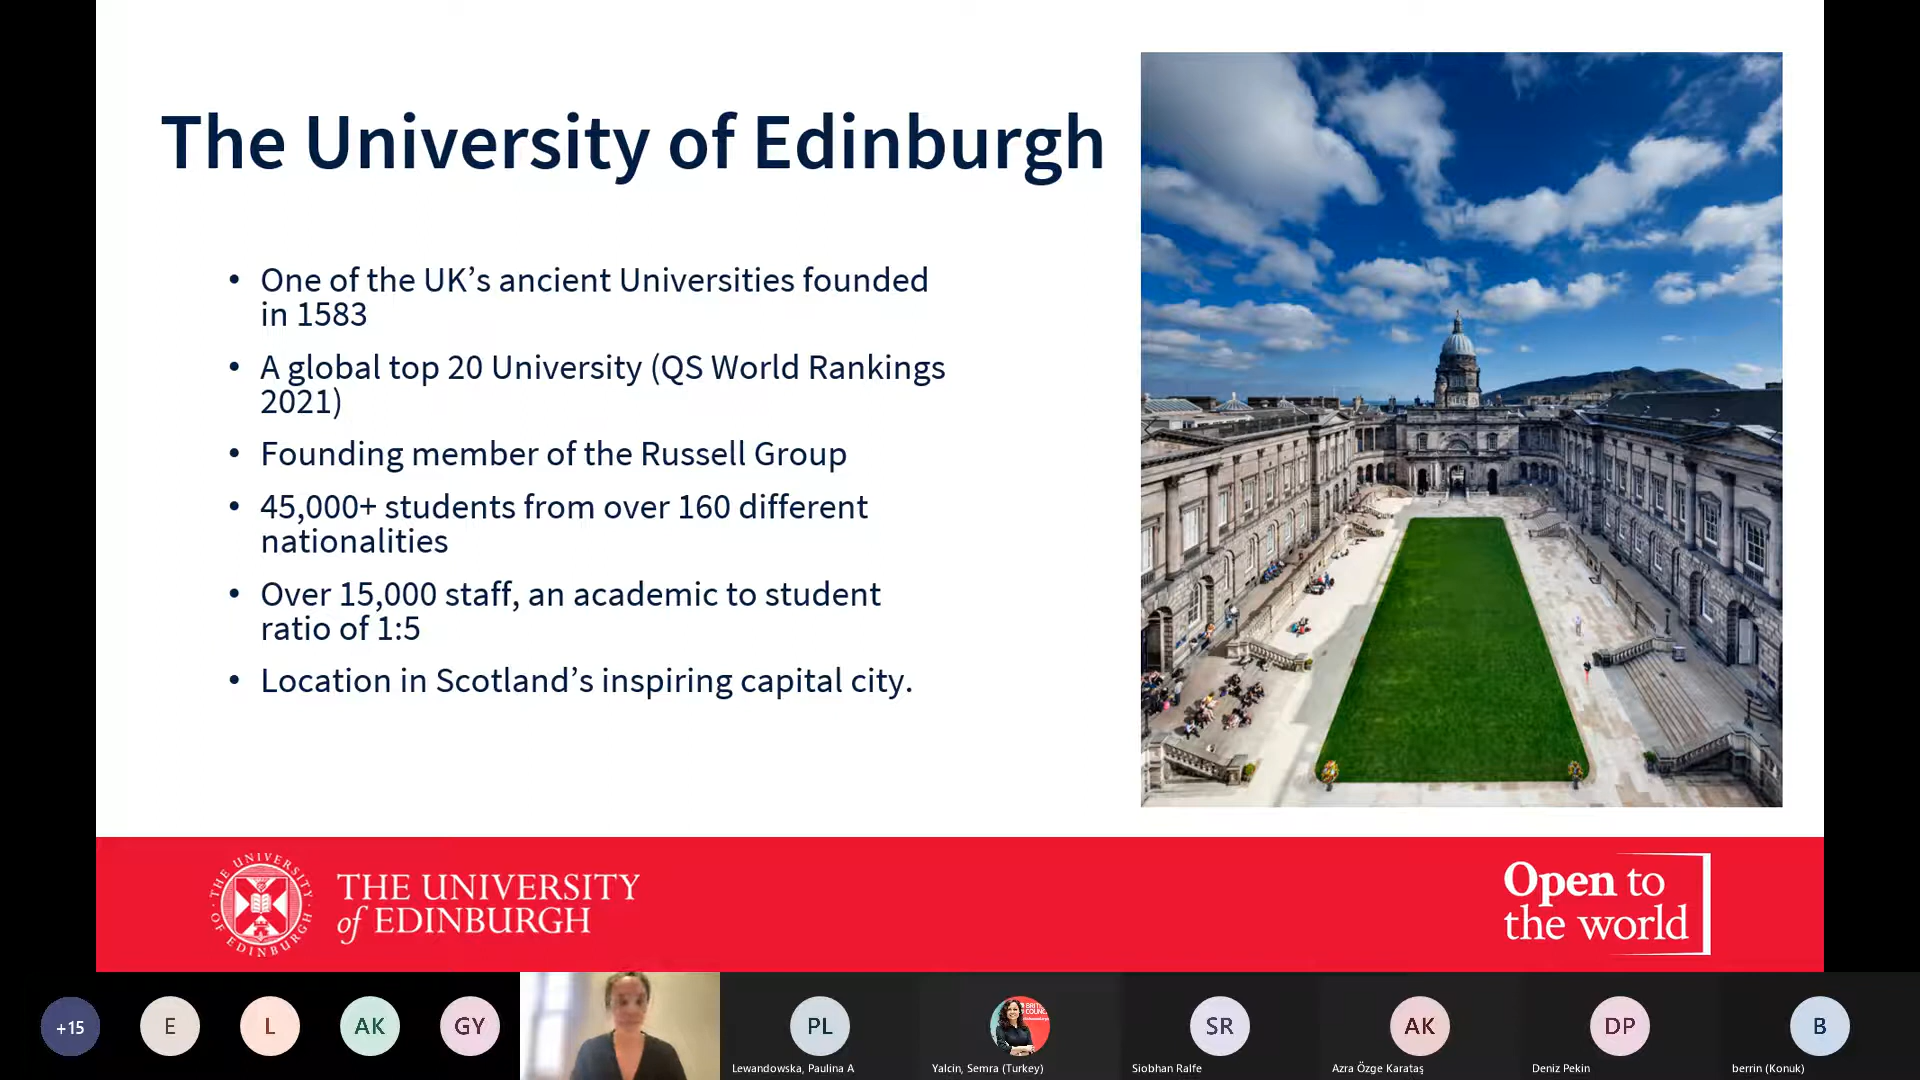 The University of Edinburgh
• One of the UK’s ancient Universities founded
in 1583
• A global top 20 University (QS World Rankings
2021)
• Founding member of the Russell Group
• 45,000+ students from over 160 different
nationalities
• Over 15,000 staff, an academic to student
ratio of 1:5
• Location in Scotland’s inspiring capital city.
THE UNIVERSITY OF EDINBURGH
THE UNIVERSITY
of EDINBURGH
Open to
the world
+15
E
L
AK
GY
PL
Lewandowska, Paulina A
Yalcin, Semra (Turkey)
SR
Siobhan Ralfe
AK
Azra Özge Karataş
DP
Deniz Pekin
B
berrin (Konuk)